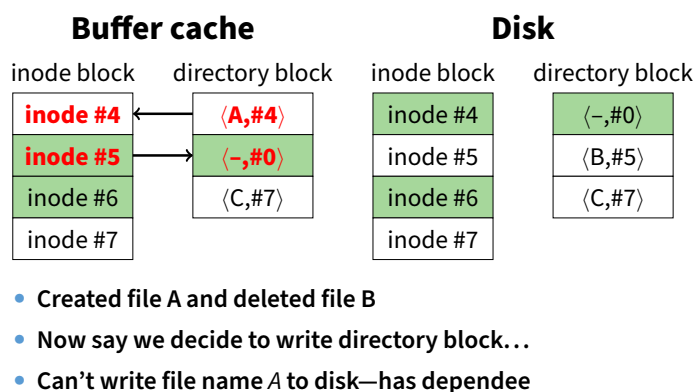 Buffer cache Disk
inode block directory block inode block directory block
inode #4 ⟨A,#4⟩ inode #4 ⟨–,#0⟩
inode #5 ⟨–,#0⟩ inode #5 ⟨B,#5⟩
inode #6 ⟨C,#7⟩ inode #6 ⟨C,#7⟩
inode #7 inode #7
• Created file A and deleted file B
• Now say we decide to write directory block…
• Can’t write file name A to disk—has dependee